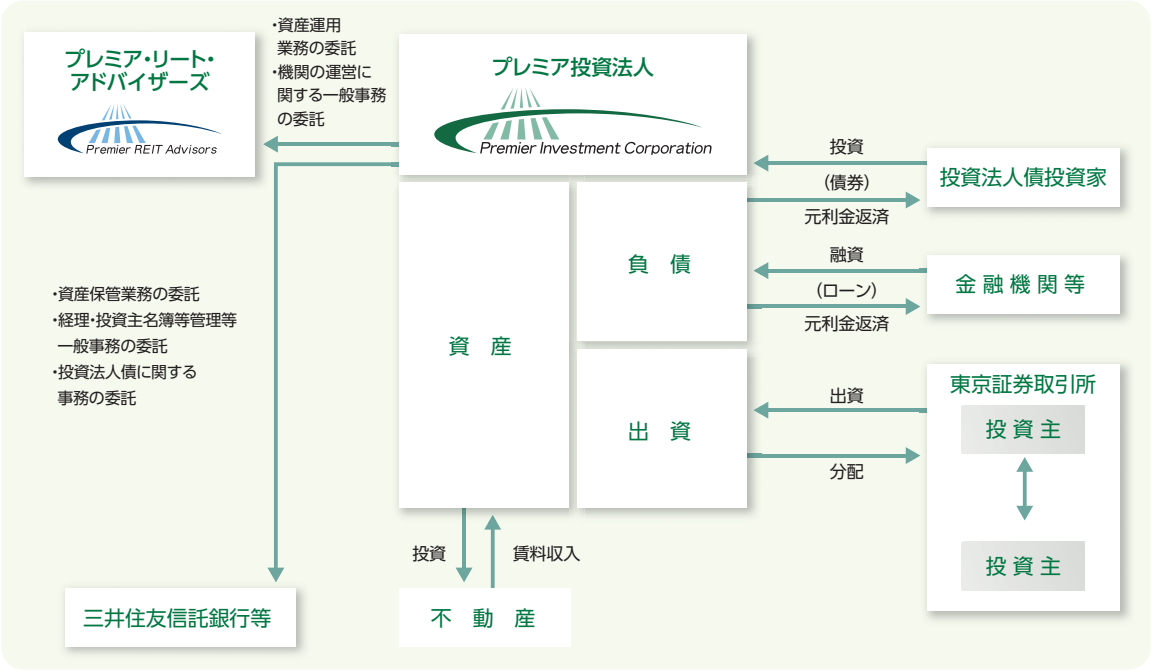 プレミア・リート・
アドバイザーズ
Premier REIT Advisors
・資産運用
業務の委託
・機関の運営に
関する一般事務
の委託
プレミア投資法人
Premier Investment Corporation
投資
(債券)
元利金返済
投資法人債投資家
負 債
融資
(ローン)
元利金返済
金融機関等
・資産保管業務の委託
・経理・投資主名簿等管理等
一般事務の委託
・投資法人債に関する
事務の委託
資 産
出 資
出資
分配
東京証券取引所
投資主
投資主
投資
賃料収入
三井住友信託銀行等
不 動 産